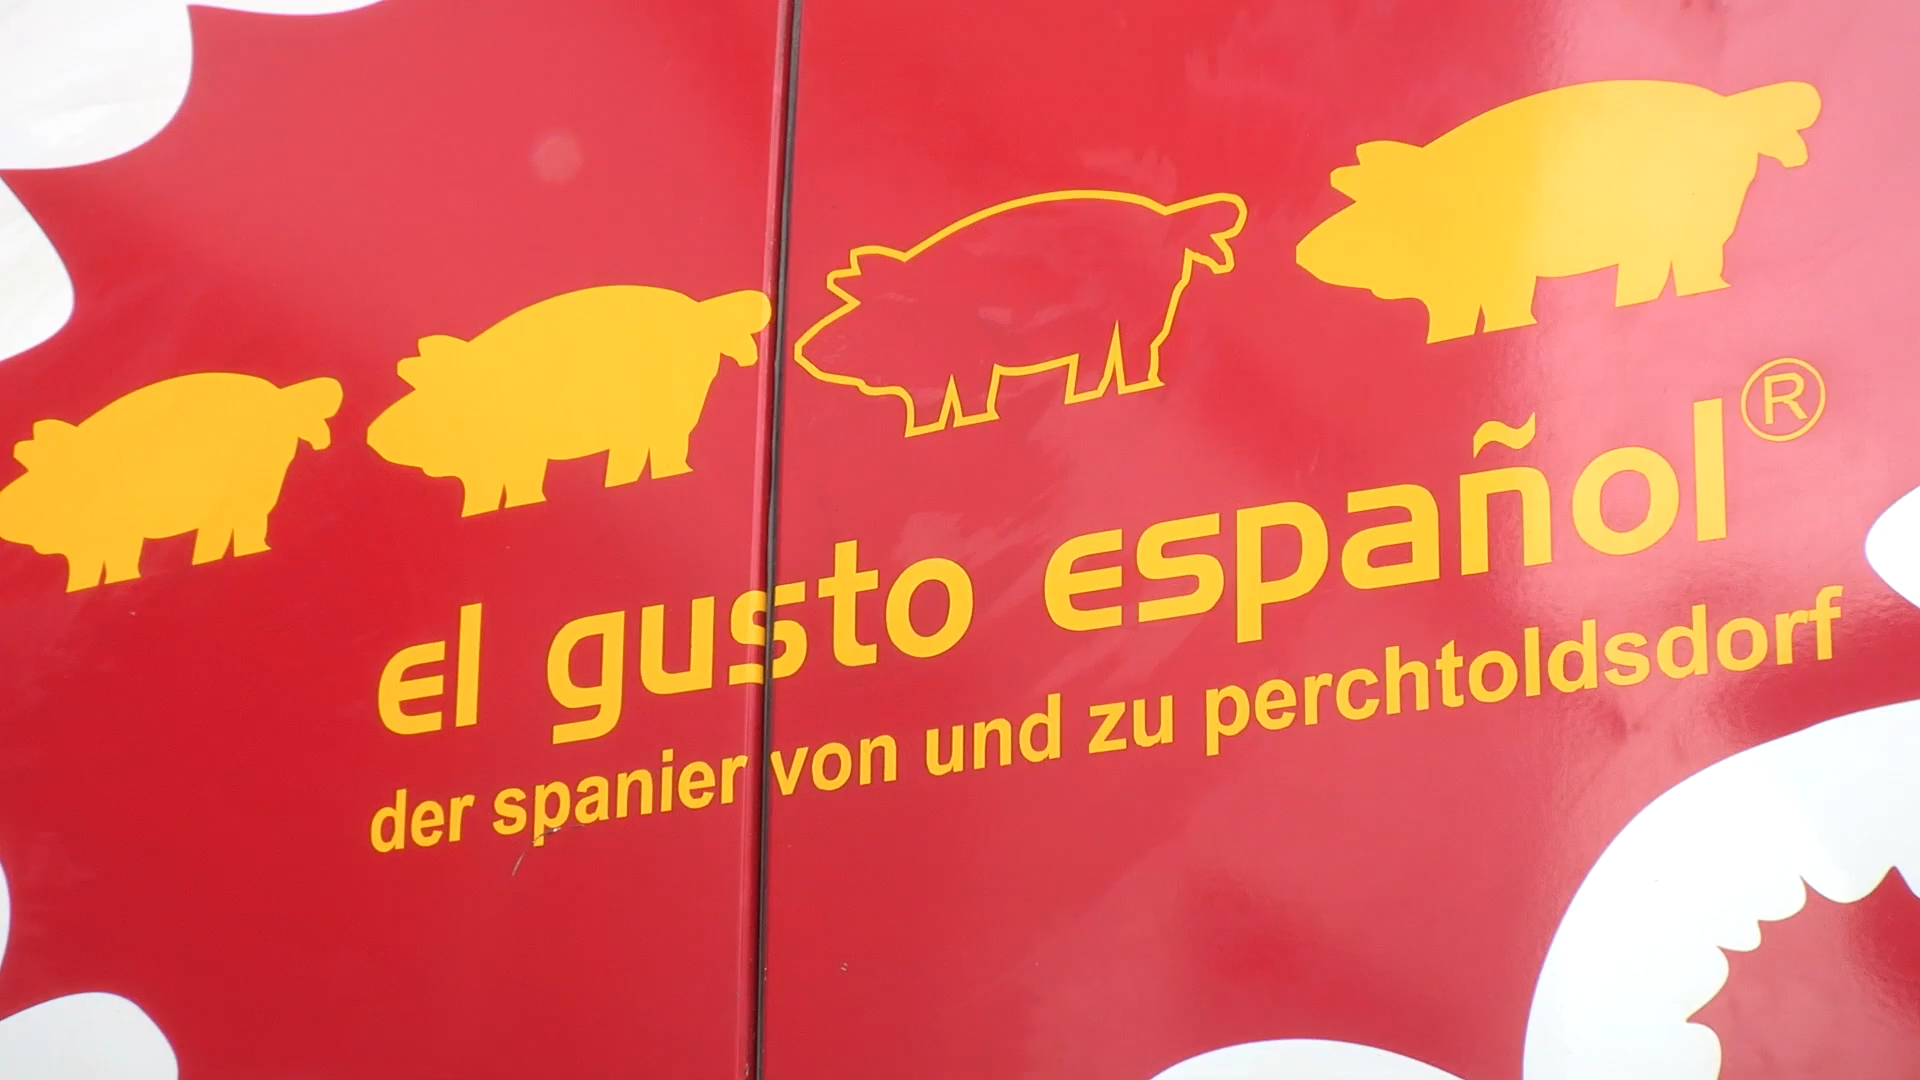 el gusto español®
der spanier von und zu perchtoldsdorf